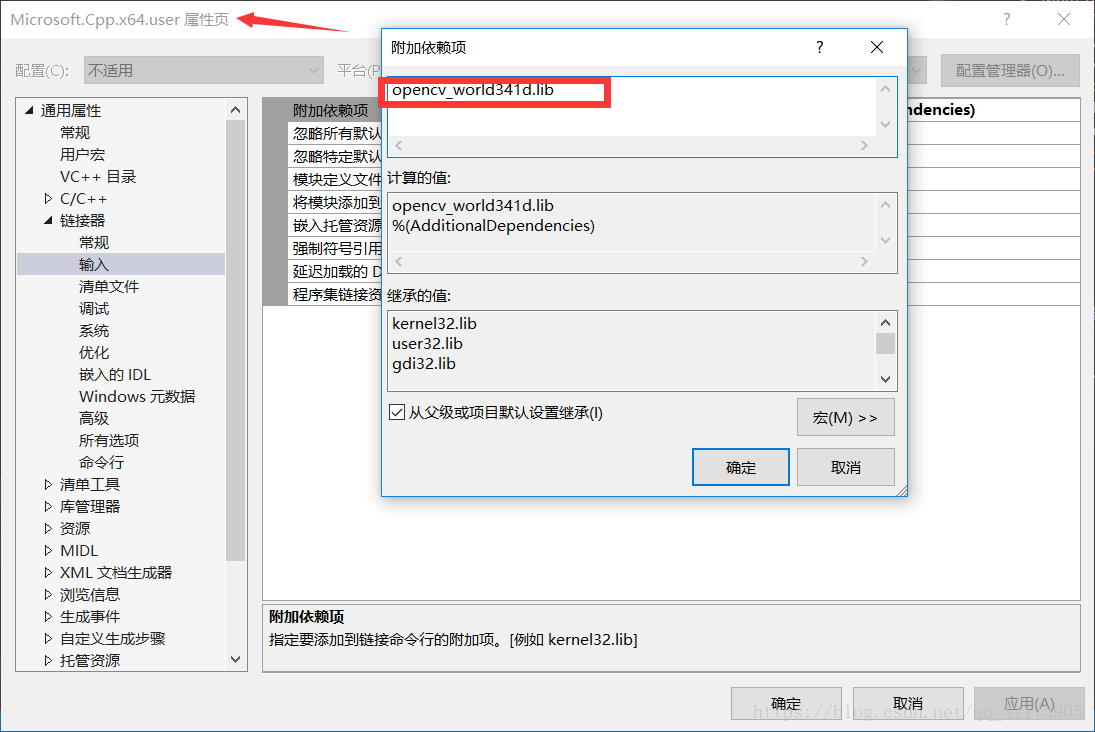 Microsoft.Cpp.x64.user 属性页
配置(C):
不适用
平台(P
配置管理器(O)...
通用属性
常规
用户宏
VC++ 目录
C/C++
链接器
常规
输入
清单文件
调试
系统
优化
嵌入的 IDL
Windows 元数据
高级
所有选项
命令行
清单工具
库管理器
资源
MIDL
XML 文档生成器
浏览信息
生成事件
自定义生成步骤
托管资源
附加依赖项
忽略所有默认
忽略特定默认
模块定义文件
将模块添加到
嵌入托管资源
强制符号引用
延迟加载的 D
程序集链接资
ndencies)
附加依赖项
opencv_world341d.lib
计算的值:
opencv_world341d.lib
%(AdditionalDependencies)
继承的值:
kernel32.lib
user32.lib
gdi32.lib
从父级或项目默认设置继承(I)
宏(M) >>
确定
取消
附加依赖项
指定要添加到链接命令行的附加项。[例如 kernel32.lib]
确定
取消
应用(A)